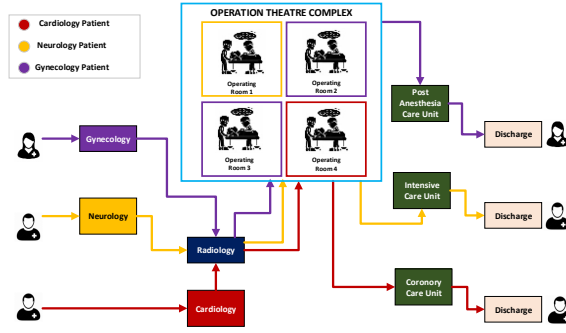 OPERATION THEATRE COMPLEX
Cardiology Patient
Neurology Patient
Gynecology Patient
Operating
Room 1
Operating
Room 2
Operating
Room 3
Operating
Room 4
Gynecology
Neurology
Radiology
Cardiology
Post
Anesthesia
Care Unit
Discharge
Intensive
Care Unit
Discharge
Coronory
Care Unit
Discharge